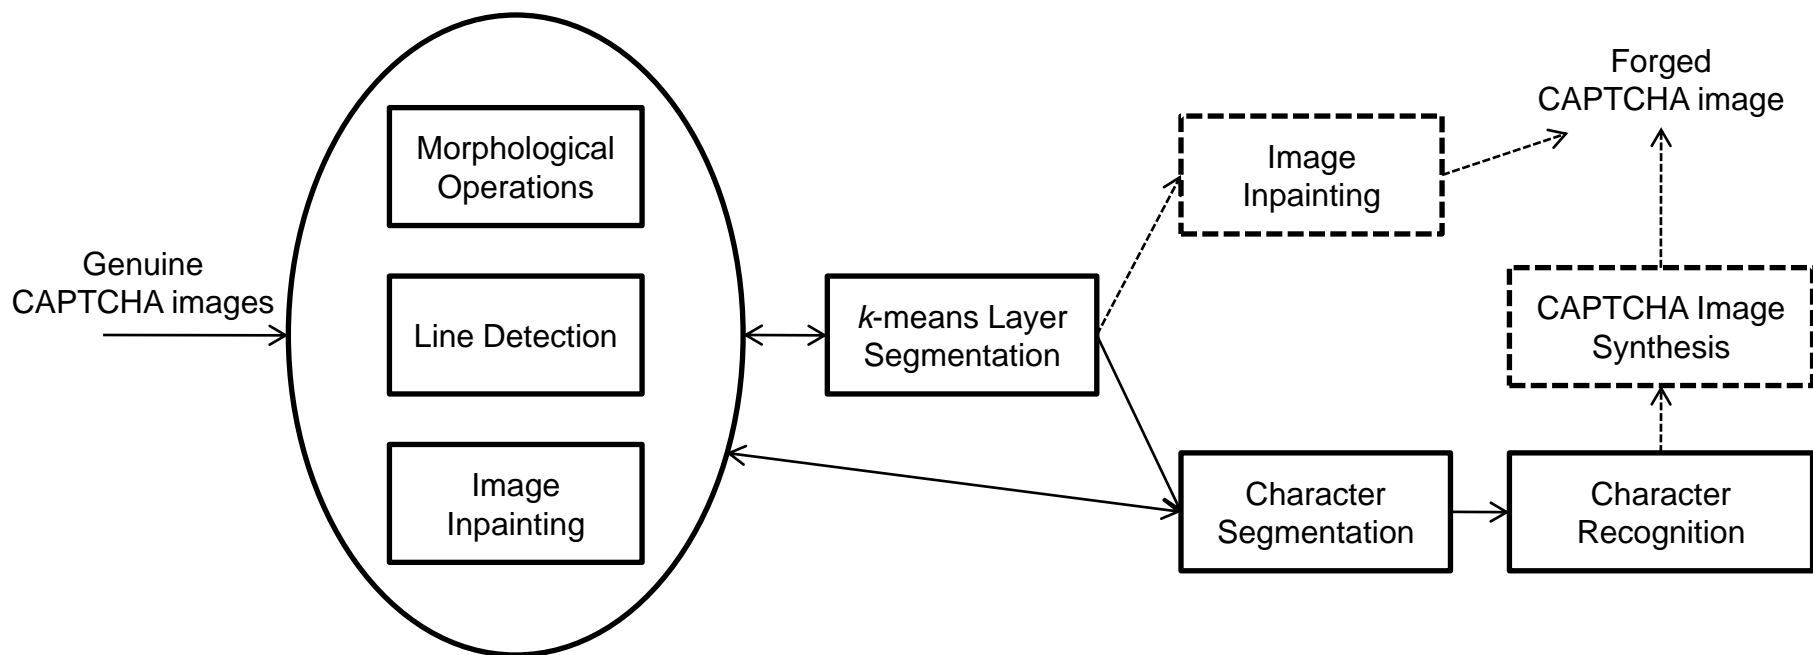 Genuine
CAPTCHA images
Morphological
Operations
Line Detection
Image
Inpainting
k-means Layer
Segmentation
Image
Inpainting
Forged
CAPTCHA image
CAPTCHA Image
Synthesis
Character
Segmentation
Character
Recognition